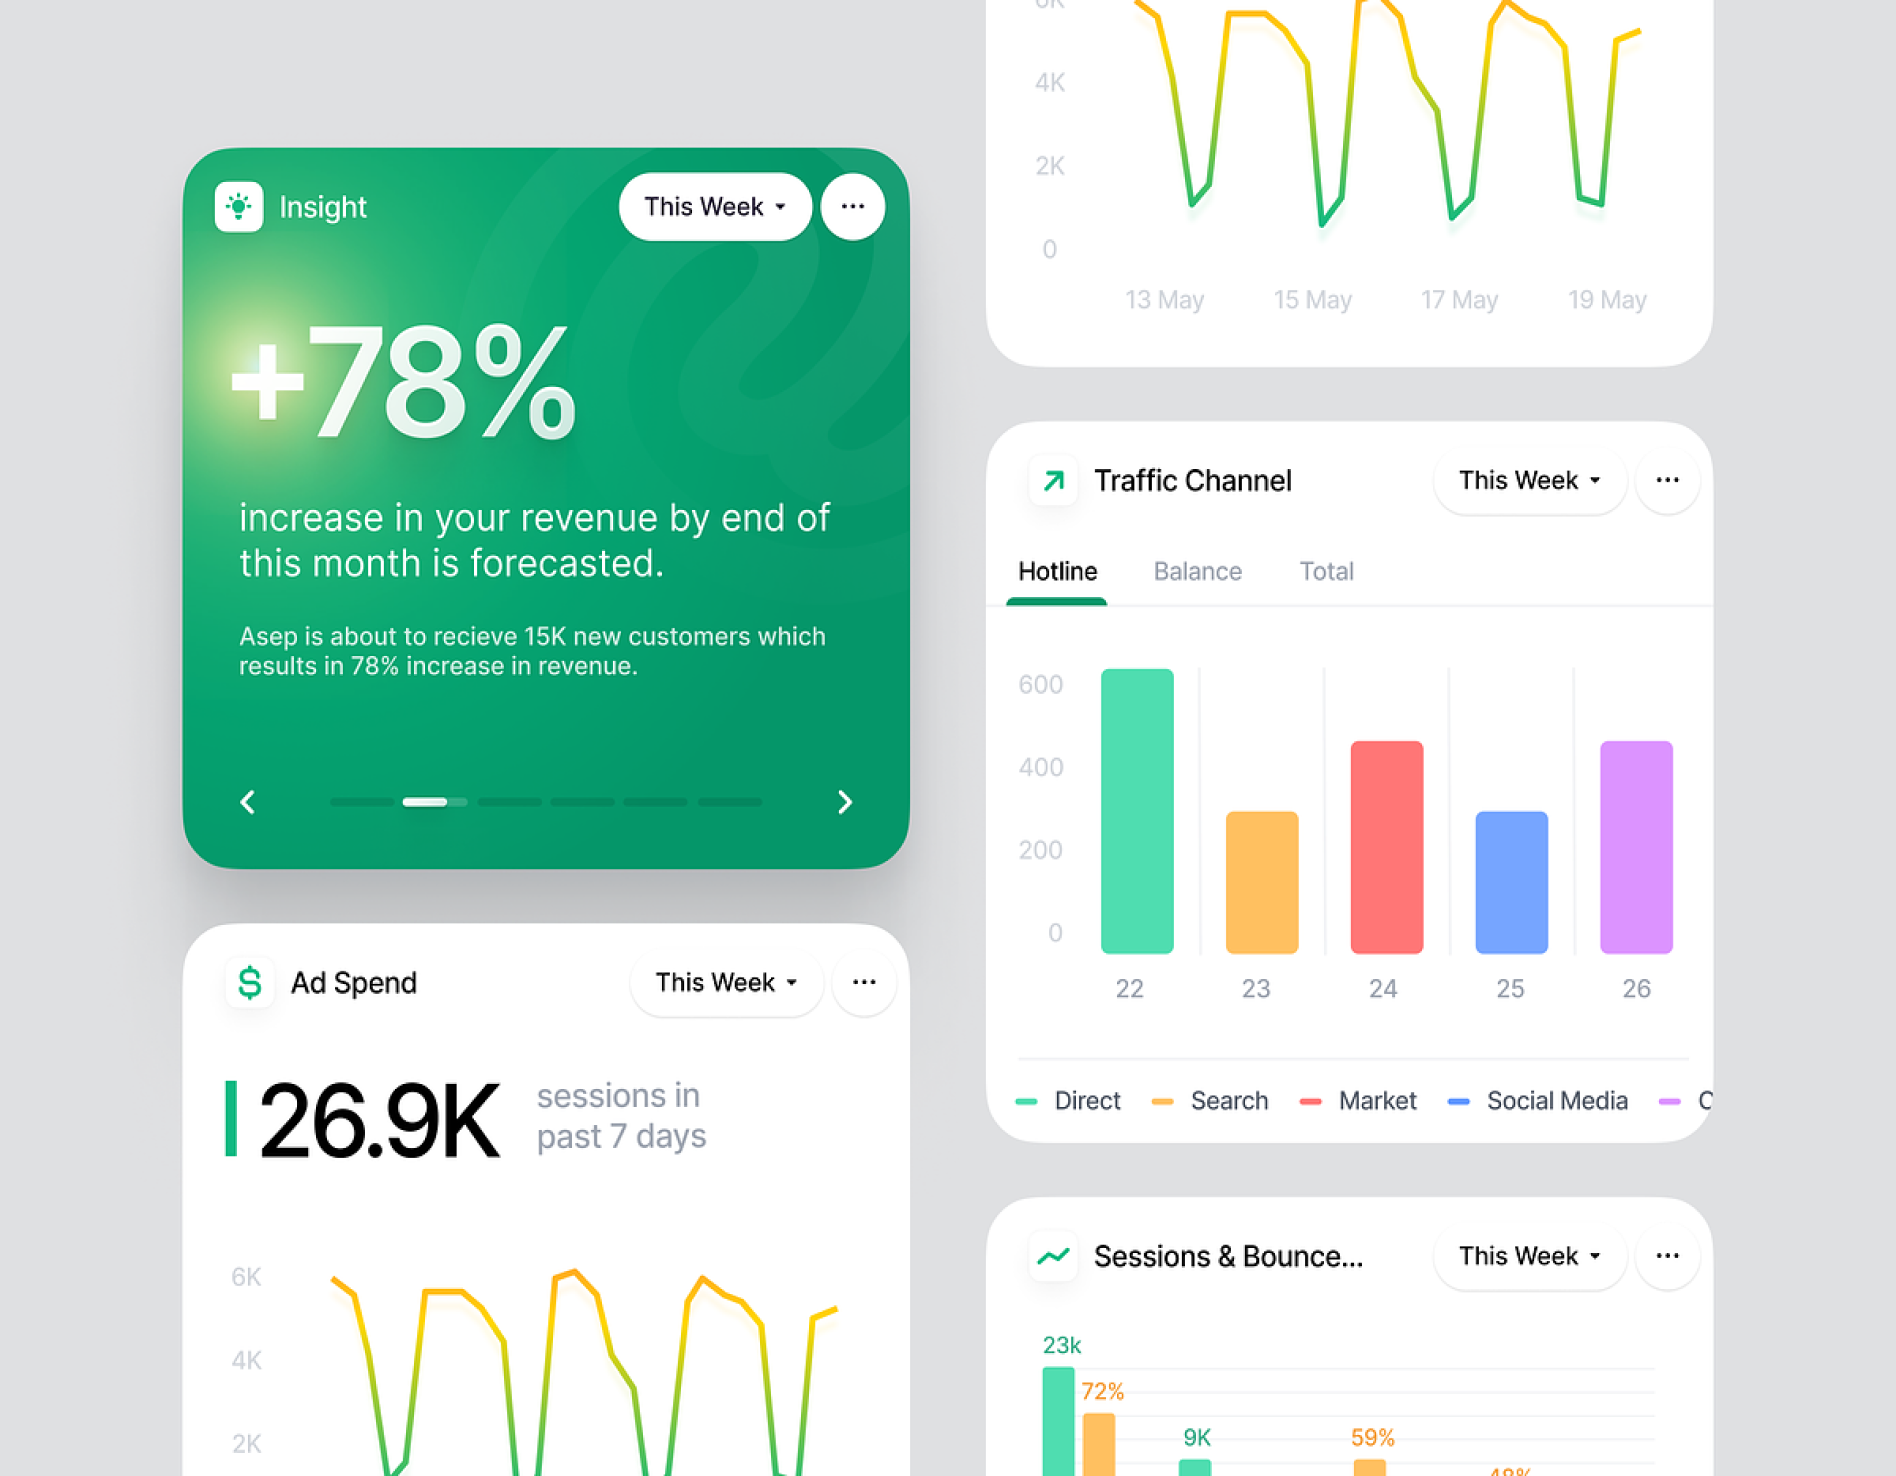 Insight
This Week
+78%
increase in your revenue by end of
this month is forecasted.
Asep is about to recieve 15K new customers which
results in 78% increase in revenue.
Ad Spend
This Week
26.9K
sessions in
past 7 days
6K
4K
2K
6K
4K
2K
0
13 May 15 May 17 May 19 May
Traffic Channel
This Week
Hotline Balance Total
600
400
200
0
22 23 24 25 26
Direct Search Market Social Media
Sessions & Bounce...
This Week
23k
72%
9K
59%
48%